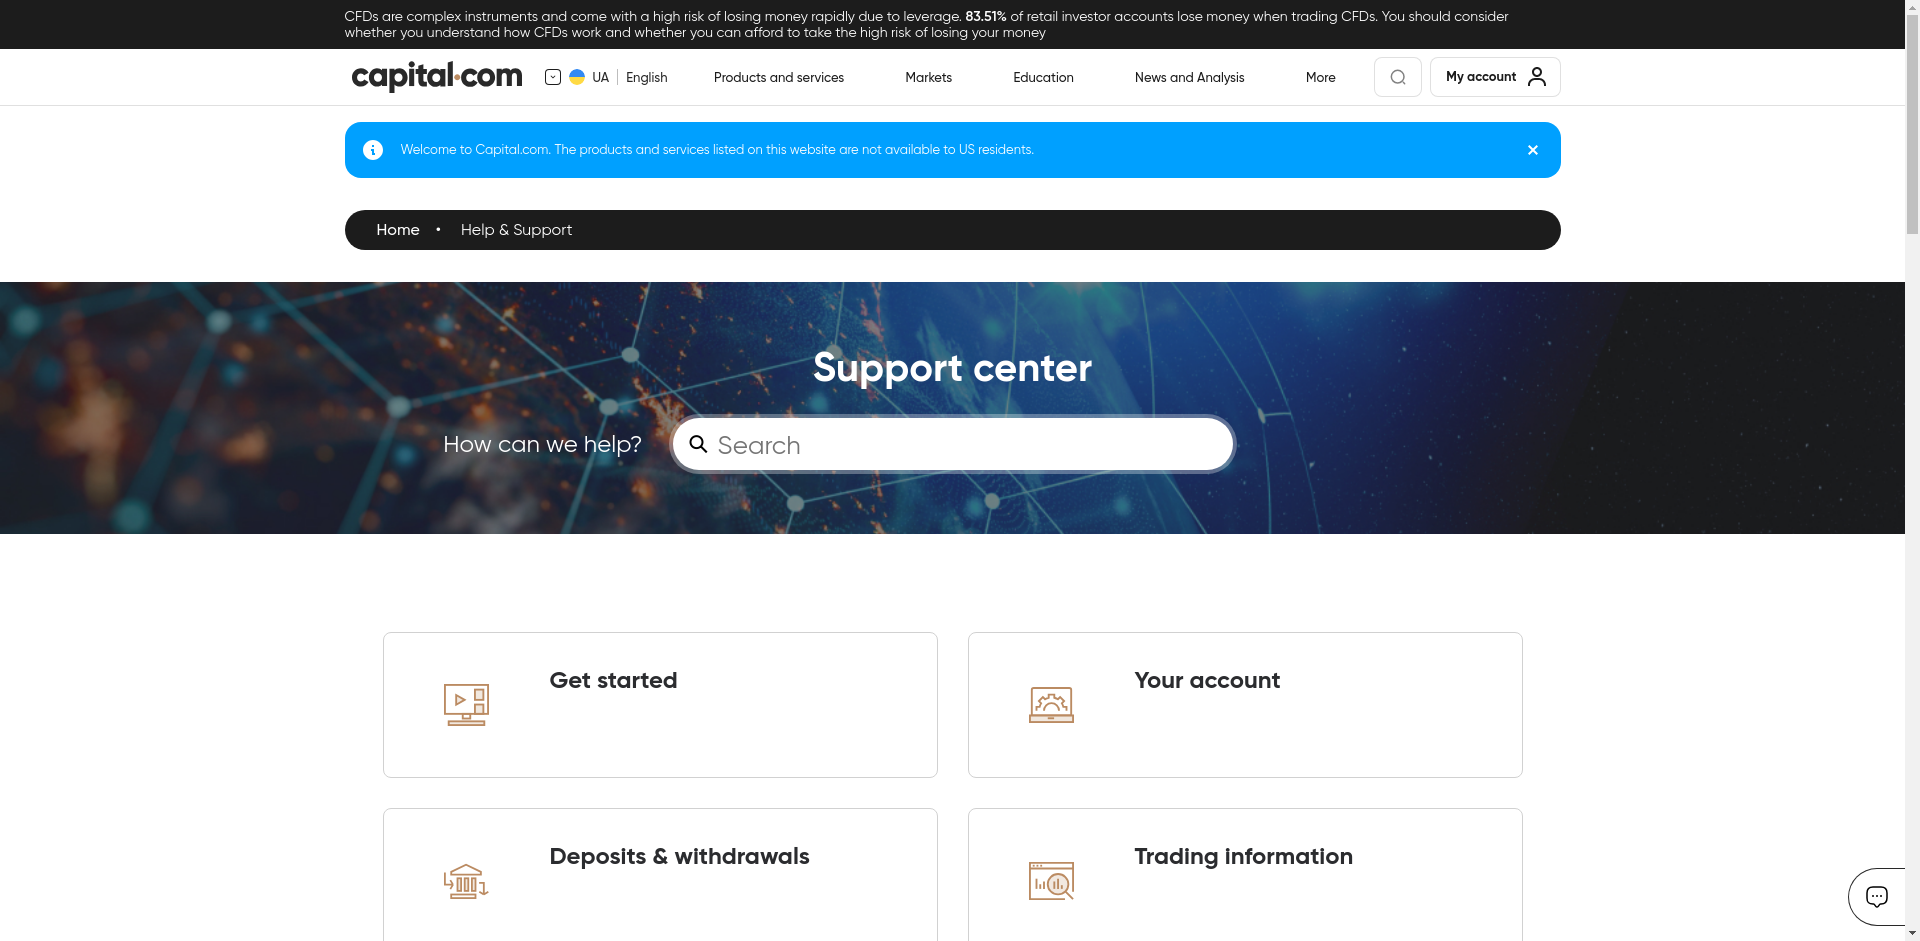 CFDs are complex instruments and come with a high risk of losing money rapidly due to leverage. 83.51% of retail investor accounts lose money when trading CFDs. You should consider
whether you understand how CFDs work and whether you can afford to take the high risk of losing your money
capital.com UA English Products and services Markets Education News and Analysis More My account
Welcome to Capital.com. The products and services listed on this website are not available to US residents.
Home • Help & Support
Support center
How can we help? Search
Get started
Your account
Deposits & withdrawals
Trading information